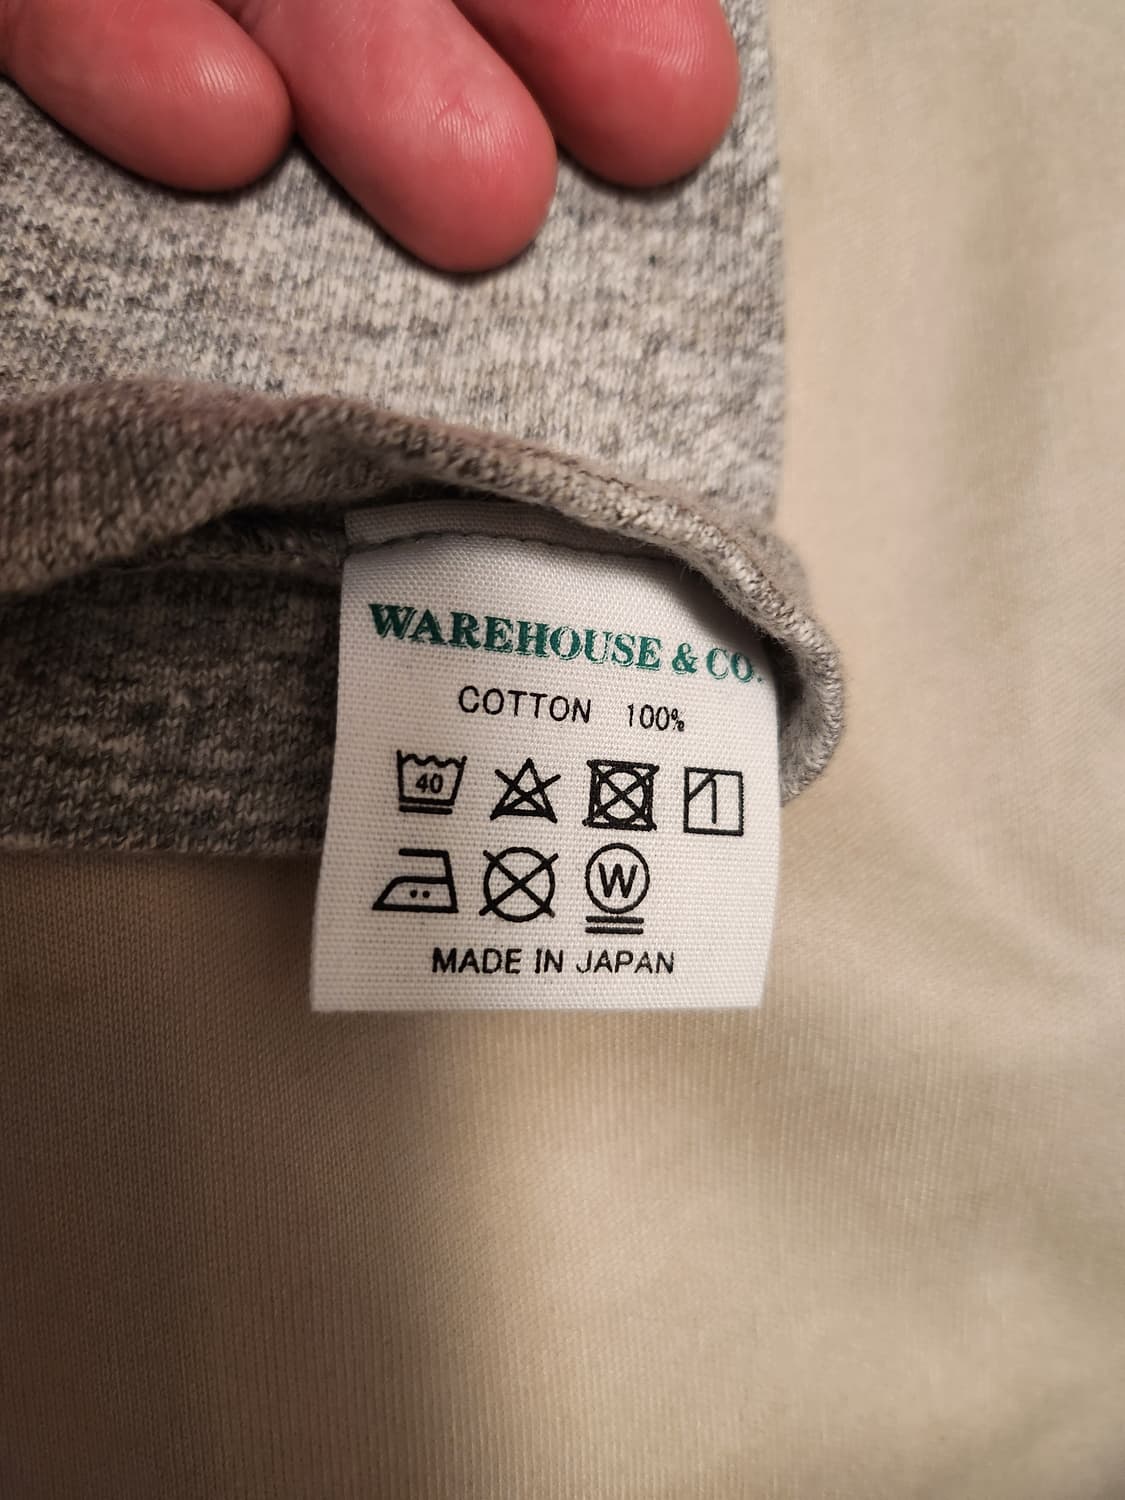 WAREHOUSE & CO.
COTTON 100%
40
W
MADE IN JAPAN